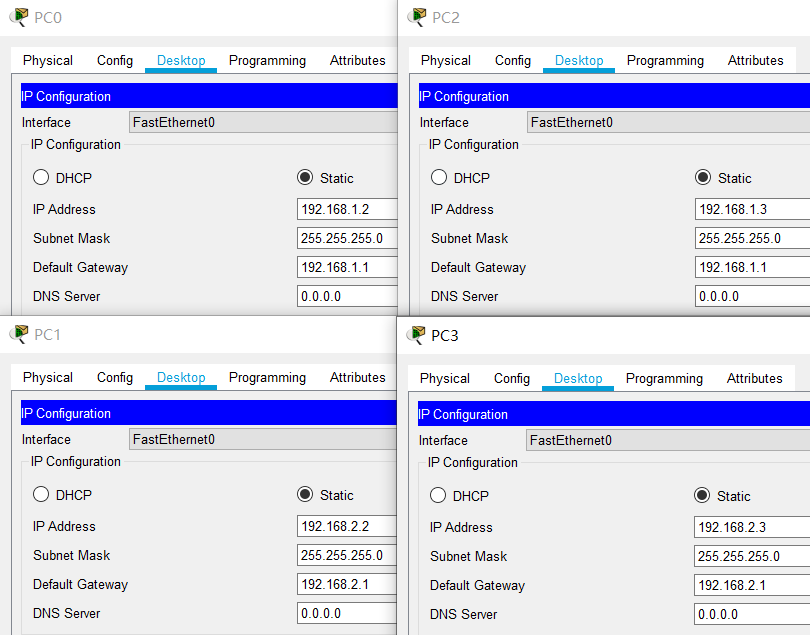 PC0
Physical Config Desktop Programming Attributes
IP Configuration
Interface FastEthernet0
IP Configuration
DHCP Static
IP Address 192.168.1.2
Subnet Mask 255.255.255.0
Default Gateway 192.168.1.1
DNS Server 0.0.0.0
PC2
Physical Config Desktop Programming Attributes
IP Configuration
Interface FastEthernet0
IP Configuration
DHCP Static
IP Address 192.168.1.3
Subnet Mask 255.255.255.0
Default Gateway 192.168.1.1
DNS Server 0.0.0.0
PC1
Physical Config Desktop Programming Attributes
IP Configuration
Interface FastEthernet0
IP Configuration
DHCP Static
IP Address 192.168.2.2
Subnet Mask 255.255.255.0
Default Gateway 192.168.2.1
DNS Server 0.0.0.0
PC3
Physical Config Desktop Programming Attributes
IP Configuration
Interface FastEthernet0
IP Configuration
DHCP Static
IP Address 192.168.2.3
Subnet Mask 255.255.255.0
Default Gateway 192.168.2.1
DNS Server 0.0.0.0